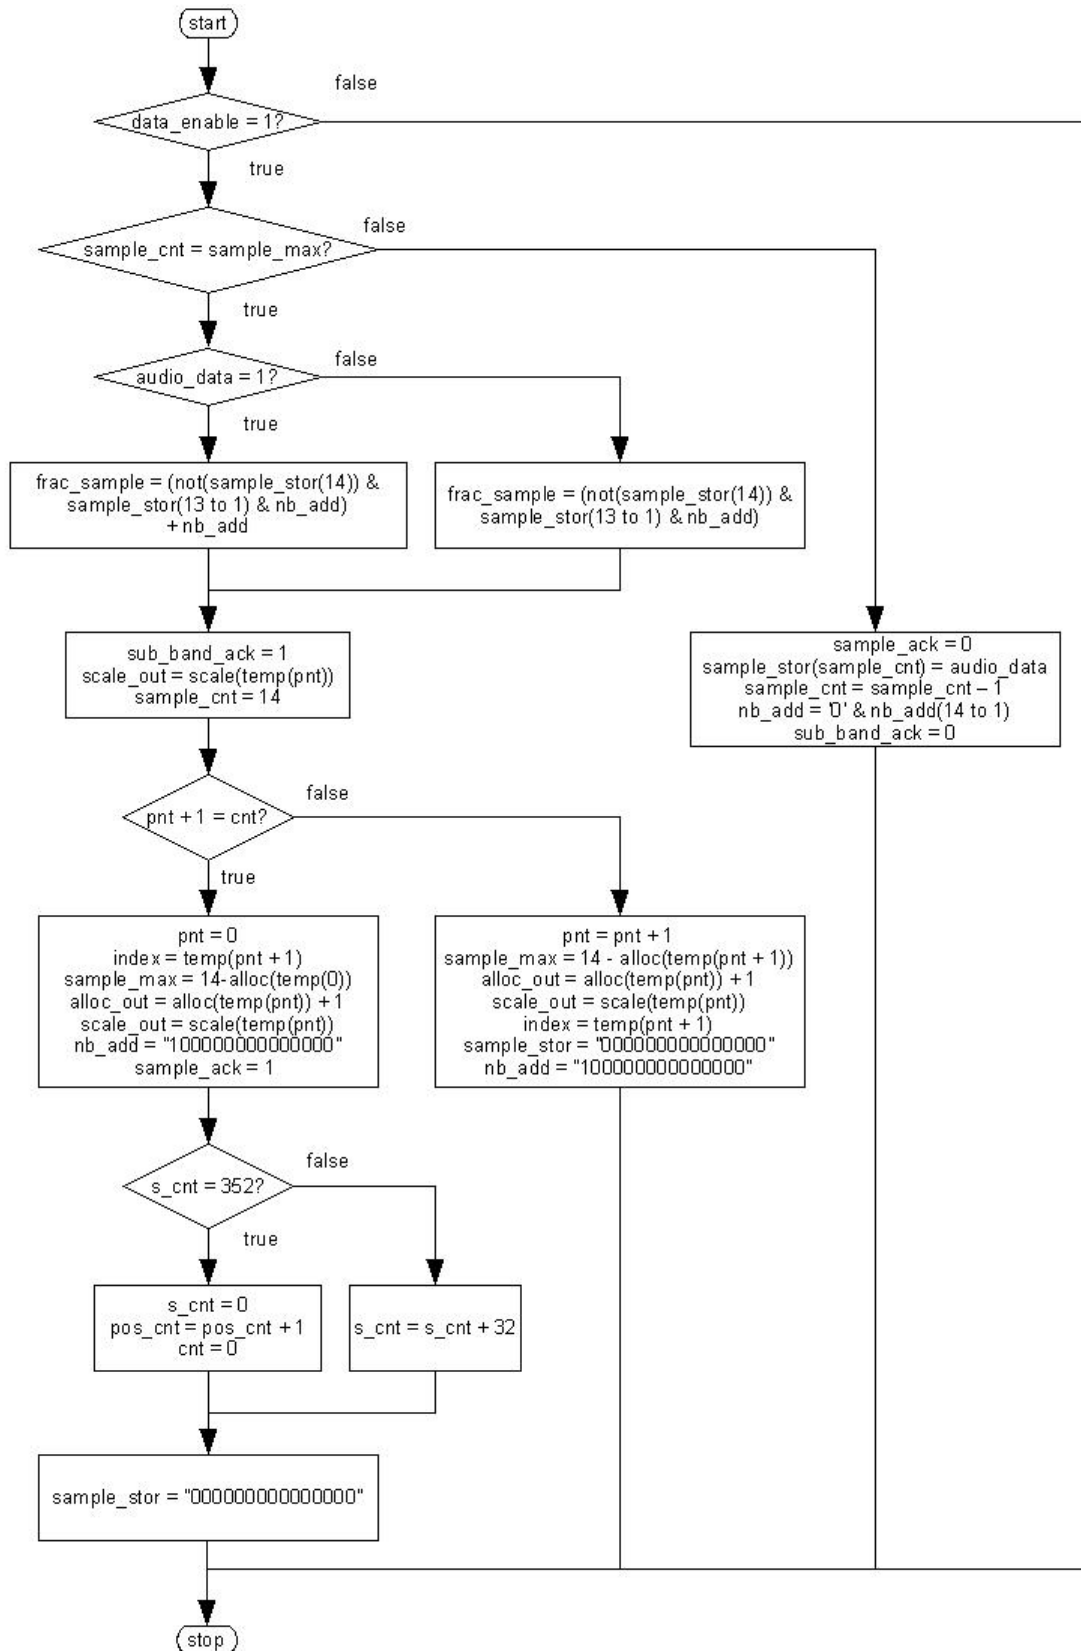 start
false
data_enable = 1?
true
false
sample_cnt = sample_max?
true
false
audio_data = 1?
true
frac_sample = (not(sample_stor(14)) &
sample_stor(13 to 1) & nb_add)
+ nb_add
frac_sample = (not(sample_stor(14)) &
sample_stor(13 to 1) & nb_add)
sub_band_ack = 1
scale_out = scale(temp(pnt))
sample_cnt = 14
sample_ack = 0
sample_stor(sample_cnt) = audio_data
sample_cnt = sample_cnt – 1
nb_add = '0' & nb_add(14 to 1)
sub_band_ack = 0
false
pnt + 1 = cnt?
true
pnt = 0
index = temp(pnt + 1)
sample_max = 14-alloc(temp(0))
alloc_out = alloc(temp(pnt)) + 1
scale_out = scale(temp(pnt))
nb_add = "100000000000000"
sample_ack = 1
pnt = pnt + 1
sample_max = 14 - alloc(temp(pnt + 1))
alloc_out = alloc(temp(pnt)) + 1
scale_out = scale(temp(pnt))
index = temp(pnt + 1)
sample_stor = "000000000000000"
nb_add = "100000000000000"
false
s_cnt = 352?
true
s_cnt = 0
pos_cnt = pos_cnt + 1
cnt = 0
s_cnt = s_cnt + 32
sample_stor = "000000000000000"
stop